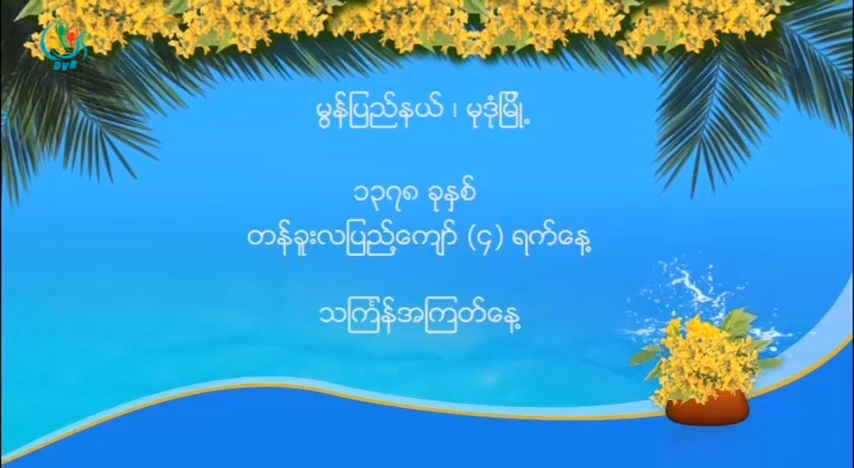 DVB
မွန်ပြည်နယ် ၊ မုဒုံမြို့
၁၃၇၈ ခုနှစ်
တန်ခူးလပြည့်ကျော် (၄) ရက်နေ့
သင်္ကြန်အကြတ်နေ့